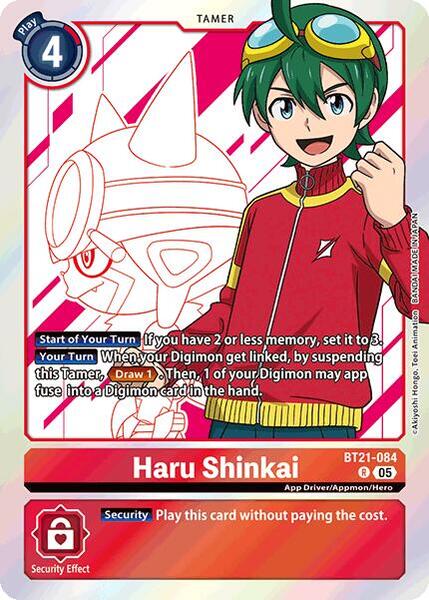 Play
4
TAMER
Start of Your Turn If you have 2 or less memory, set it to 3.
Your Turn When your Digimon get linked, by suspending
this Tamer, Draw 1. Then, 1 of your Digimon may app
fuse into a Digimon card in the hand.
©Akiyoshi Hongo, Toei Animation BANDAI MADE IN JAPAN
Haru Shinkai
BT21-084
R 05
App Driver/Appmon/Hero
Security Effect
Security Play this card without paying the cost.